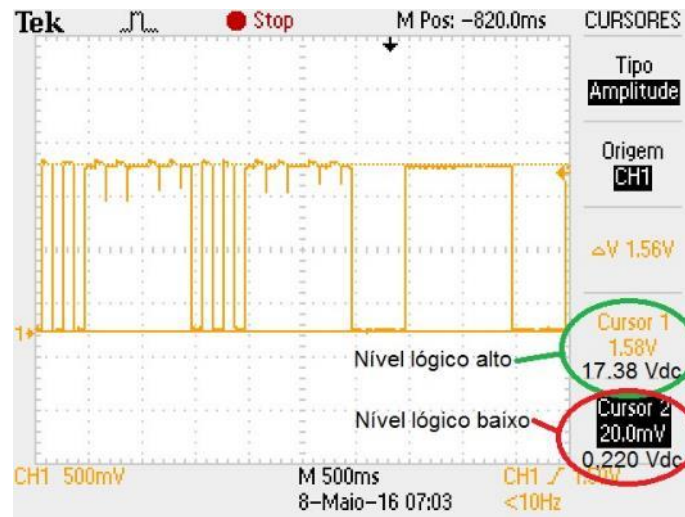 Tek Stop M Pos: -820.0ms CURSORES
Tipo
Amplitude
Origem
CH1
△V 1.56V
1
Cursor 1
1.58V
Nível lógico alto
17.38 Vdc
Cursor 2
Nível lógico baixo
20.0mV
0.220 Vdc
CH1 500mV M 500ms CH1
8-Maio-16 07:03 <10Hz